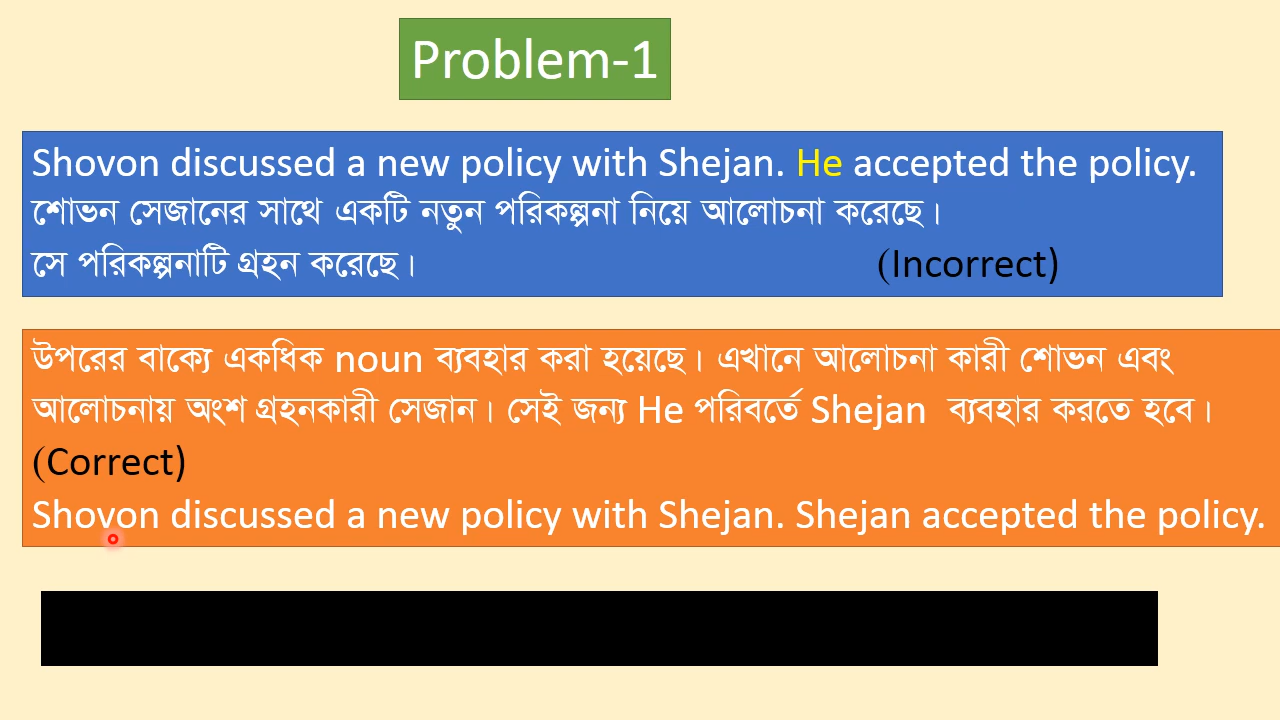 Problem-1
Shovon discussed a new policy with Shejan. He accepted the policy.
শোভন সেজানের সাথে একটি নতুন পরিকল্পনা নিয়ে আলোচনা করেছে।
সে পরিকল্পনাটি গ্রহন করেছে। (Incorrect)
উপরের বাক্যে একধিক noun ব্যবহার করা হয়েছে। এখানে আলোচনা কারী শোভন এবং
আলোচনায় অংশ গ্রহনকারী সেজান। সেই জন্য He পরিবর্তে Shejan ব্যবহার করতে হবে।
(Correct)
Shovon discussed a new policy with Shejan. Shejan accepted the policy.